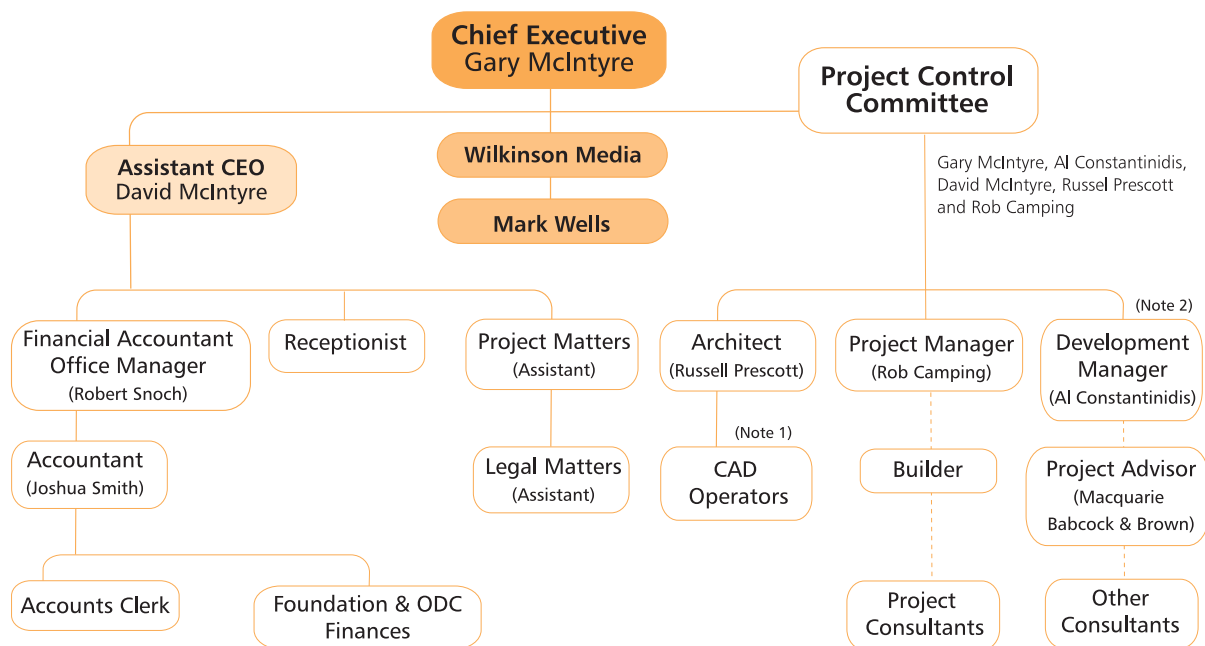 Chief Executive
Gary McIntyre
Project Control
Committee
Assistant CEO
David McIntyre
Wilkinson Media
Mark Wells
Gary McIntyre, Al Constantinidis,
David McIntyre, Russel Prescott
and Rob Camping
Financial Accountant
Office Manager
(Robert Snoch)
Receptionist
Project Matters
(Assistant)
Architect
(Russell Prescott)
Project Manager
(Rob Camping)
(Note 2)
Development
Manager
(Al Constantinidis)
Accountant
(Joshua Smith)
Legal Matters
(Assistant)
(Note 1)
CAD
Operators
Builder
Project Advisor
(Macquarie
Babcock & Brown)
Accounts Clerk
Foundation & ODC
Finances
Project
Consultants
Other
Consultants